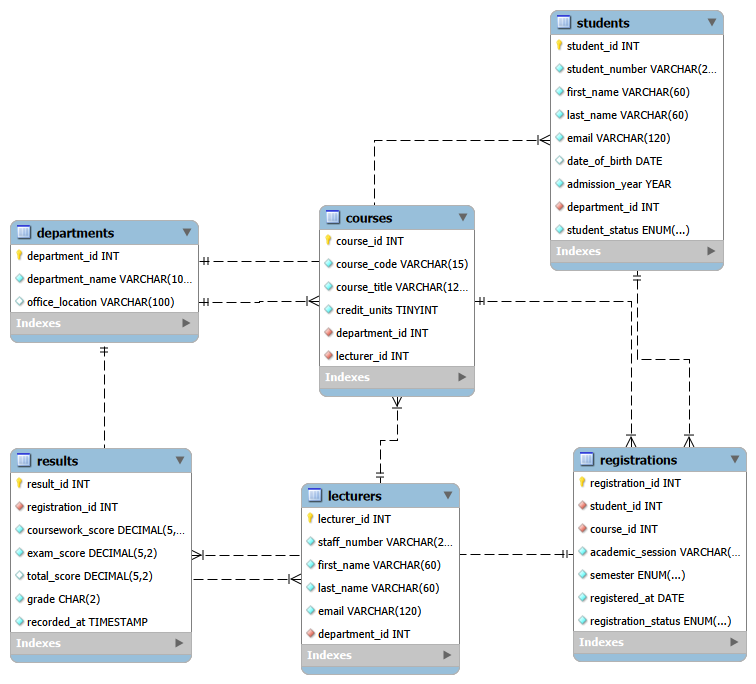 students
student_id INT
student_number VARCHAR(2...
first_name VARCHAR(60)
last_name VARCHAR(60)
email VARCHAR(120)
date_of_birth DATE
admission_year YEAR
department_id INT
student_status ENUM(...)
Indexes
departments
department_id INT
department_name VARCHAR(10...
office_location VARCHAR(100)
Indexes
courses
course_id INT
course_code VARCHAR(15)
course_title VARCHAR(12...
credit_units TINYINT
department_id INT
lecturer_id INT
Indexes
results
result_id INT
registration_id INT
coursework_score DECIMAL(5,...
exam_score DECIMAL(5,2)
total_score DECIMAL(5,2)
grade CHAR(2)
recorded_at TIMESTAMP
Indexes
lecturers
lecturer_id INT
staff_number VARCHAR(2...
first_name VARCHAR(60)
last_name VARCHAR(60)
email VARCHAR(120)
department_id INT
Indexes
registrations
registration_id INT
student_id INT
course_id INT
academic_session VARCHAR(...
semester ENUM(...)
registered_at DATE
registration_status ENUM(...)
Indexes